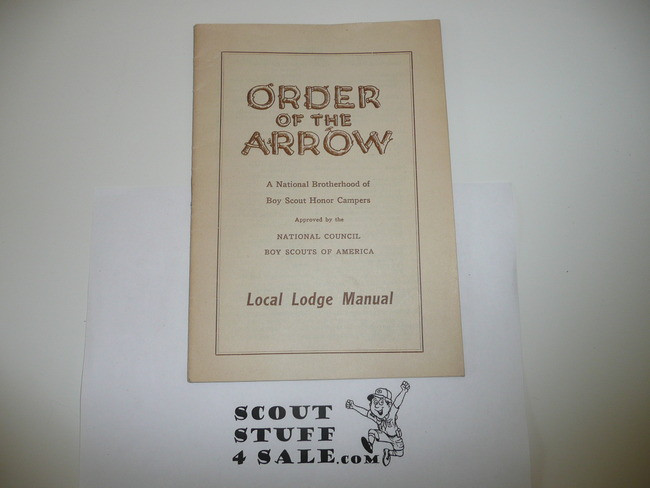 ORDER
OF THE
ARROW
A National Brotherhood of
Boy Scout Honor Campers
Approved by the
NATIONAL COUNCIL
BOY SCOUTS OF AMERICA
Local Lodge Manual
SCOUT
STUFF
4 SALE.COM